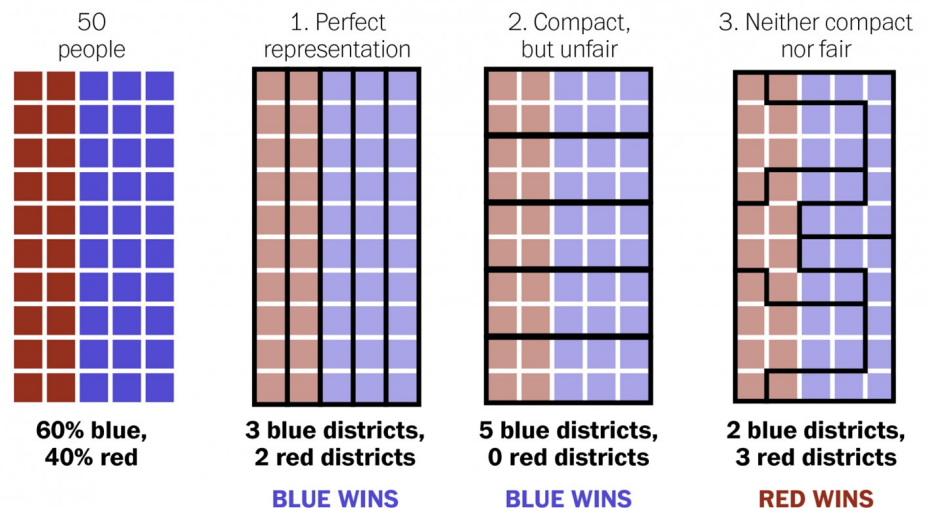 50
people
1. Perfect
representation
2. Compact,
but unfair
3. Neither compact
nor fair
60% blue,
40% red
3 blue districts,
2 red districts
5 blue districts,
0 red districts
2 blue districts,
3 red districts
BLUE WINS
BLUE WINS
RED WINS